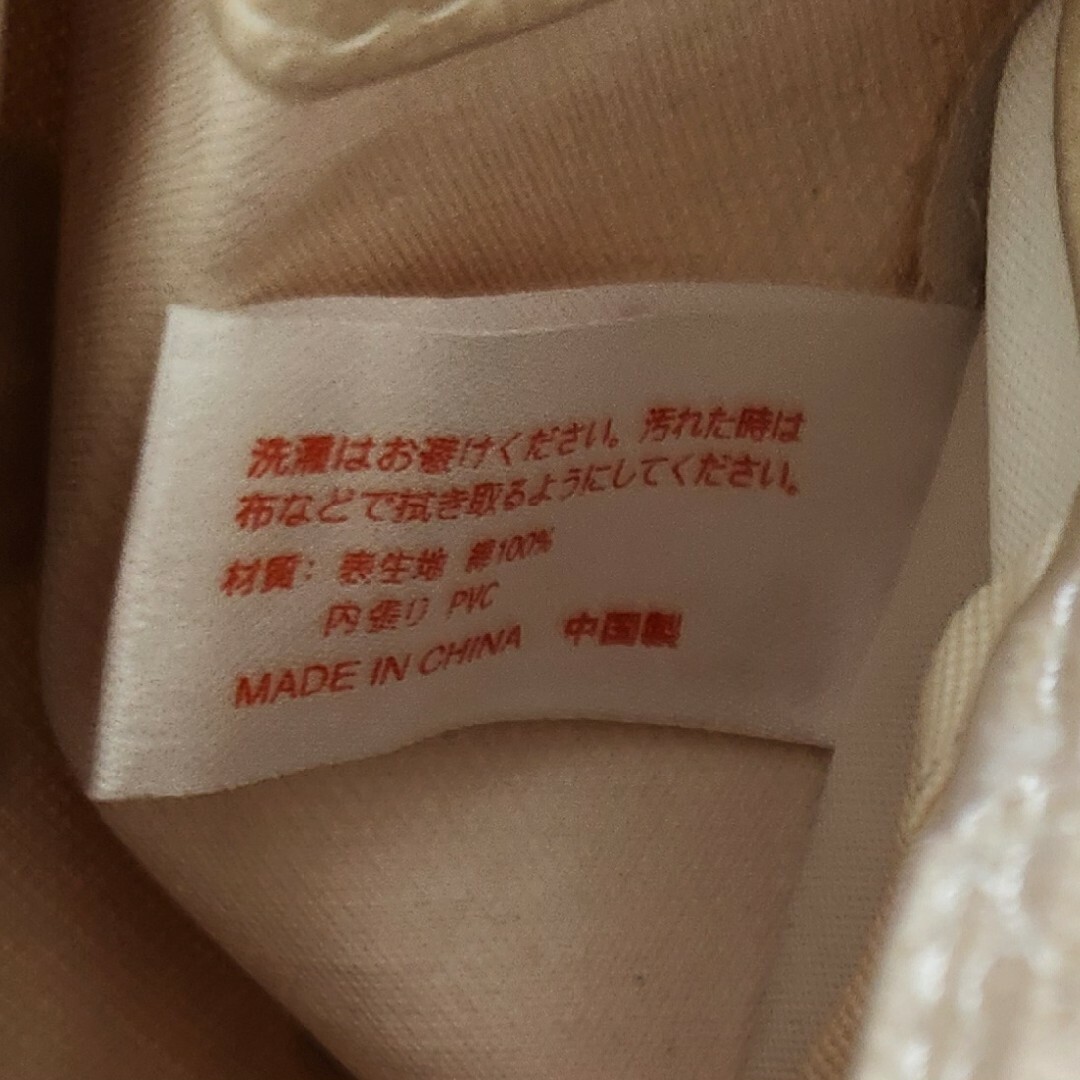 洗濯はお避けください。汚れた時は
布などで拭き取るようにしてください。
材質：表生地 綿100%
内張り PVC
MADE IN CHINA 中国製